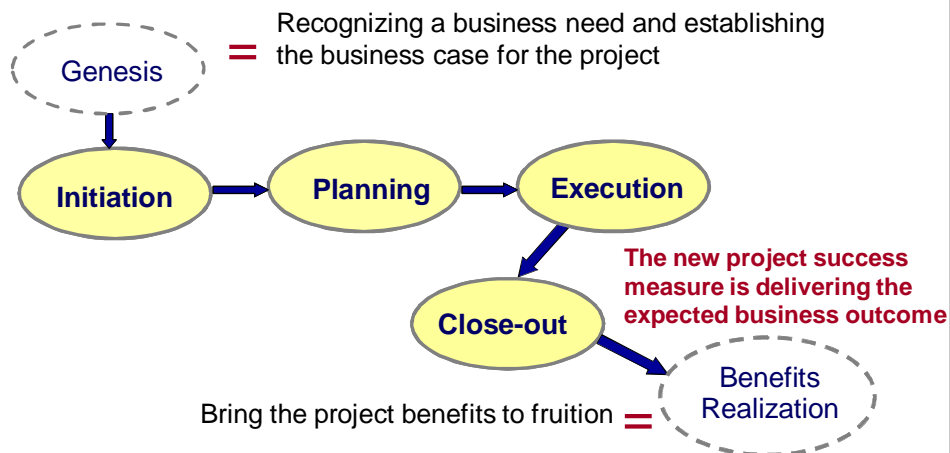 Recognizing a business need and establishing
= the business case for the project
Genesis
Initiation
Planning
Execution
The new project success
measure is delivering the
expected business outcome
Close-out
Benefits
Realization
Bring the project benefits to fruition =